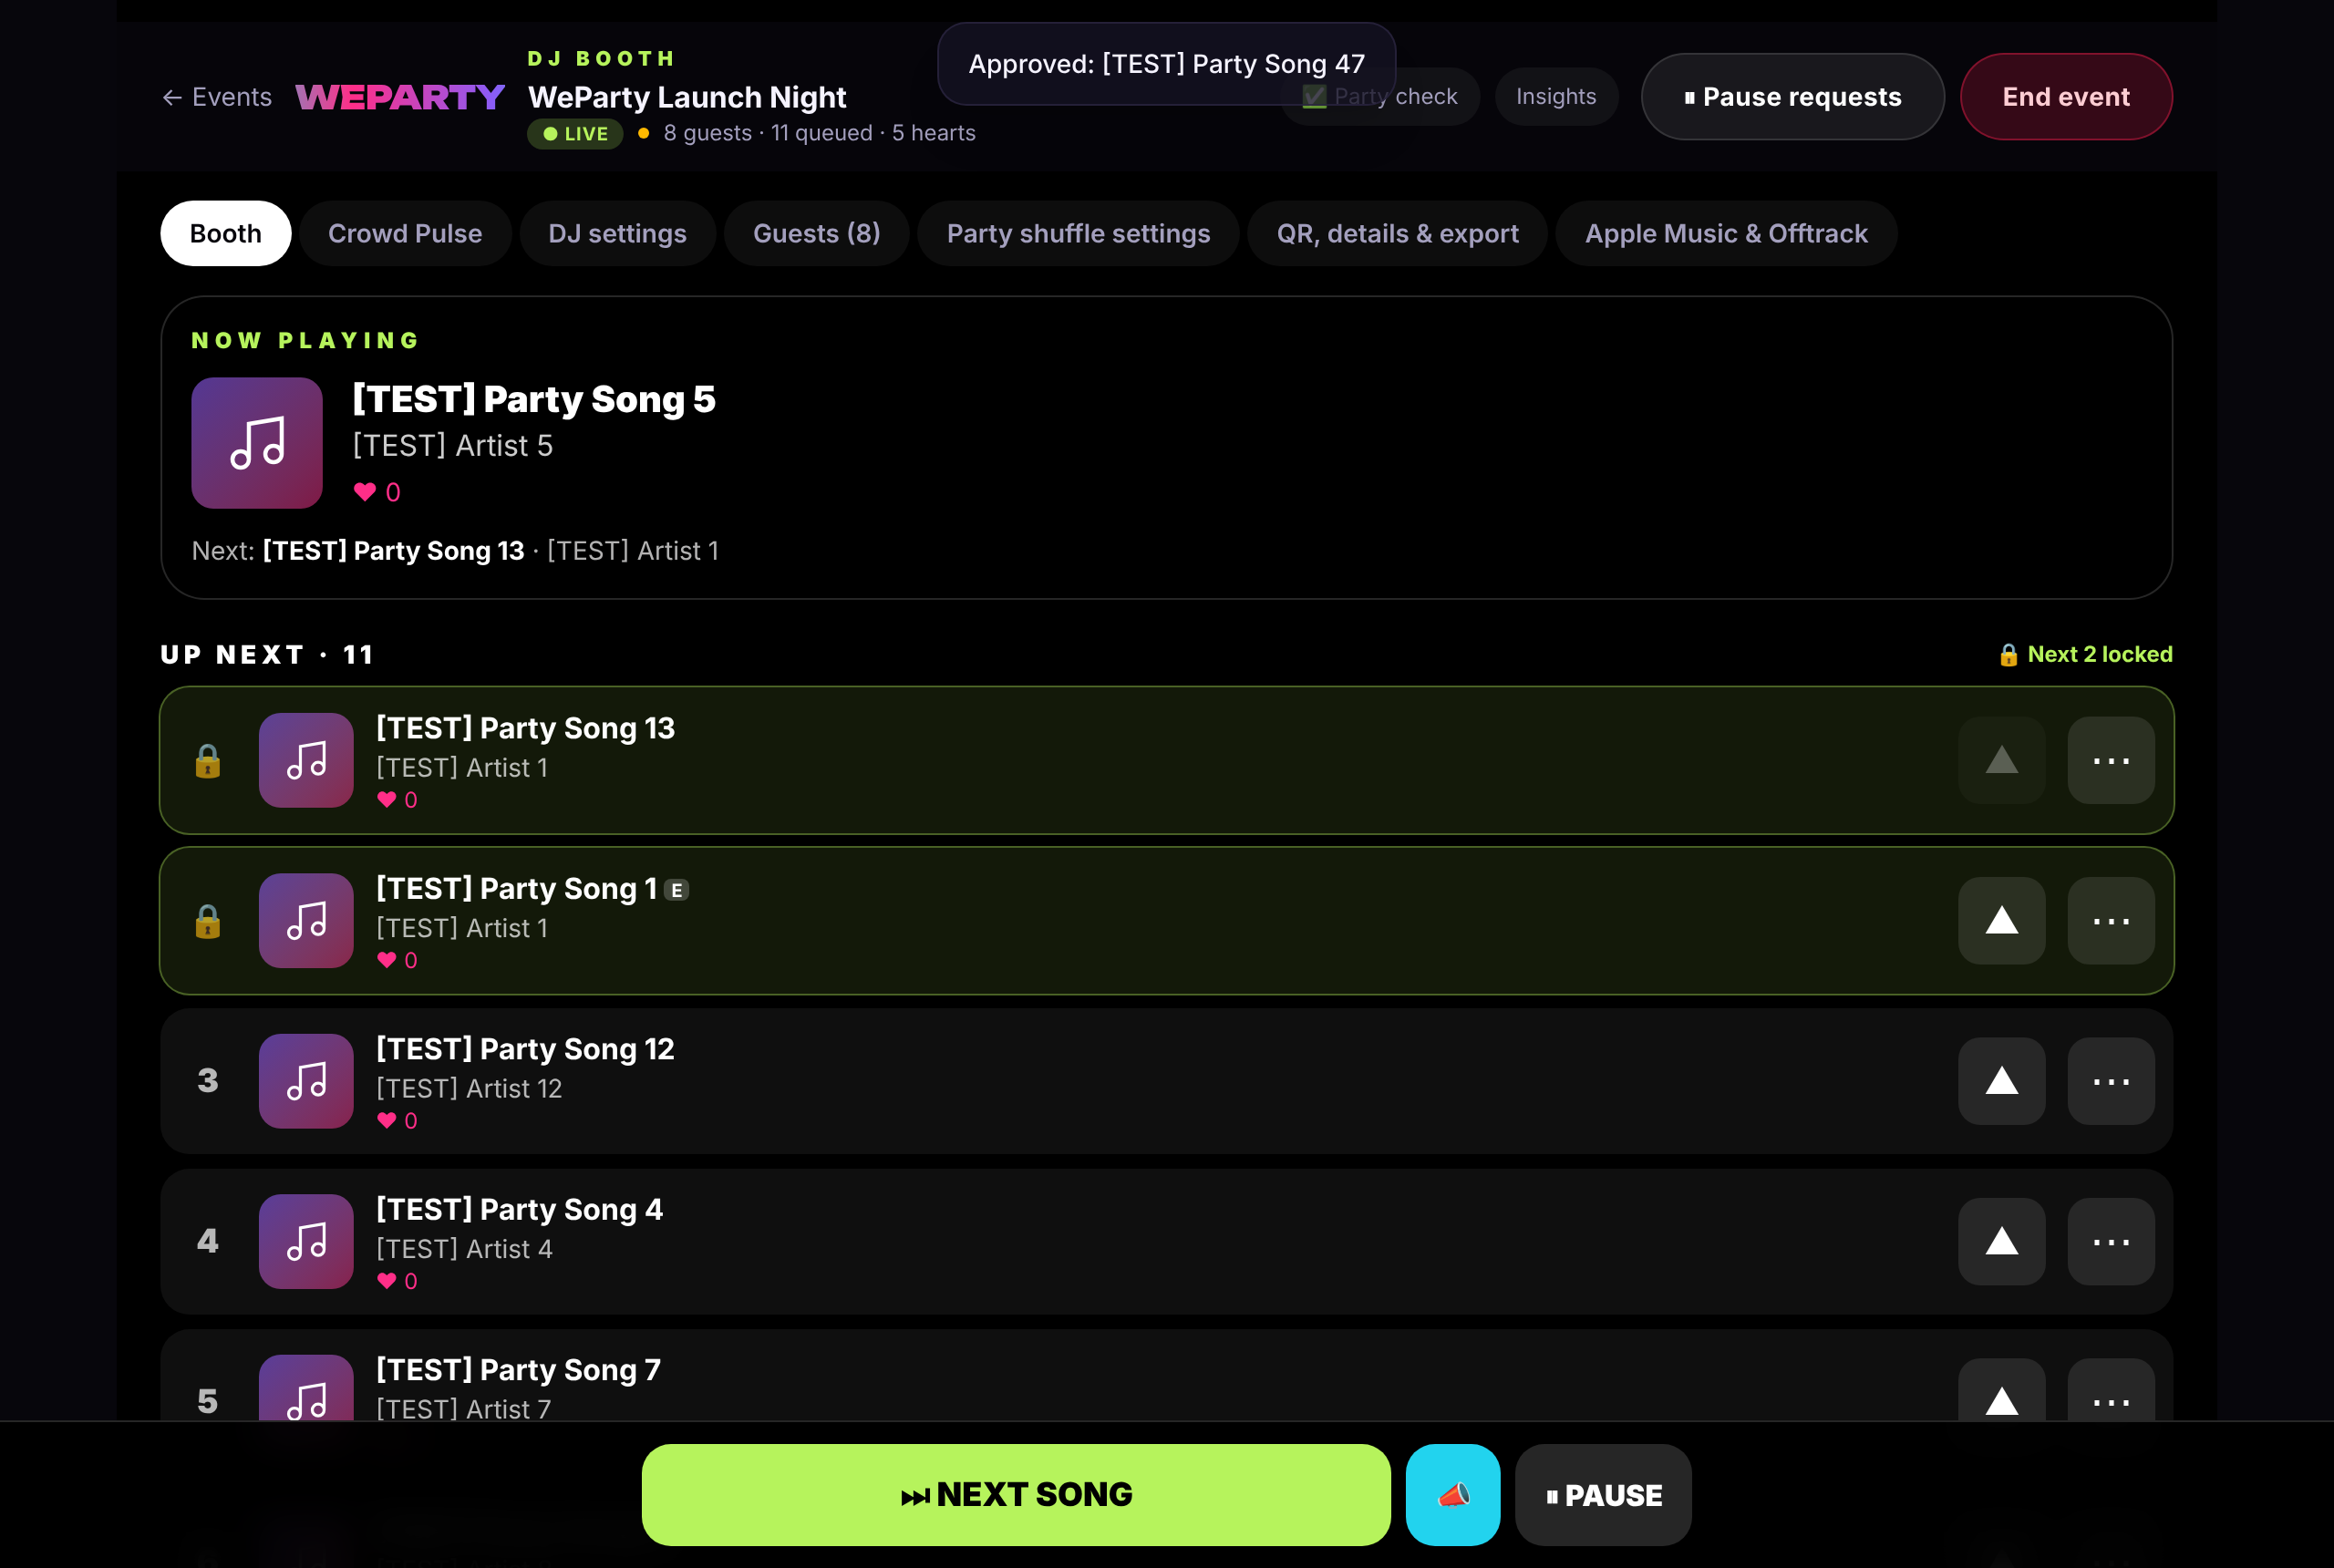 Approved: [TEST] Party Song 47
← Events
WEPARTY
DJ BOOTH
WeParty Launch Night
LIVE
8 guests · 11 queued · 5 hearts
✅ Party check
Insights
⏸ Pause requests
End event
Booth
Crowd Pulse
DJ settings
Guests (8)
Party shuffle settings
QR, details & export
Apple Music & Offtrack
NOW PLAYING
[TEST] Party Song 5
[TEST] Artist 5
♥ 0
Next: [TEST] Party Song 13 · [TEST] Artist 1
UP NEXT · 11
🔒 Next 2 locked
[TEST] Party Song 13
[TEST] Artist 1
♥ 0
[TEST] Party Song 1 E
[TEST] Artist 1
♥ 0
3
[TEST] Party Song 12
[TEST] Artist 12
♥ 0
4
[TEST] Party Song 4
[TEST] Artist 4
♥ 0
5
[TEST] Party Song 7
[TEST] Artist 7
⏭ NEXT SONG
⏸ PAUSE